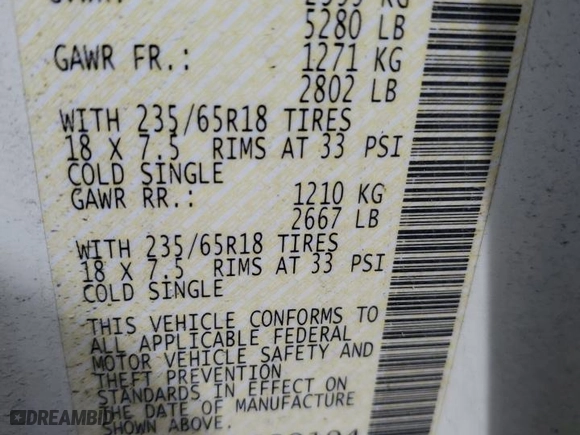 5280 LB
GAWR FR.: 1271 KG
2802 LB
WITH 235/65R18 TIRES
18 X 7.5 RIMS AT 33 PSI
COLD SINGLE
GAWR RR.: 1210 KG
2667 LB
WITH 235/65R18 TIRES
18 X 7.5 RIMS AT 33 PSI
COLD SINGLE
THIS VEHICLE CONFORMS TO
ALL APPLICABLE FEDERAL
MOTOR VEHICLE SAFETY AND
THEFT PREVENTION
STANDARDS IN EFFECT ON
THE DATE OF MANUFACTURE
SHOWN ABOVE.
DREAMBID